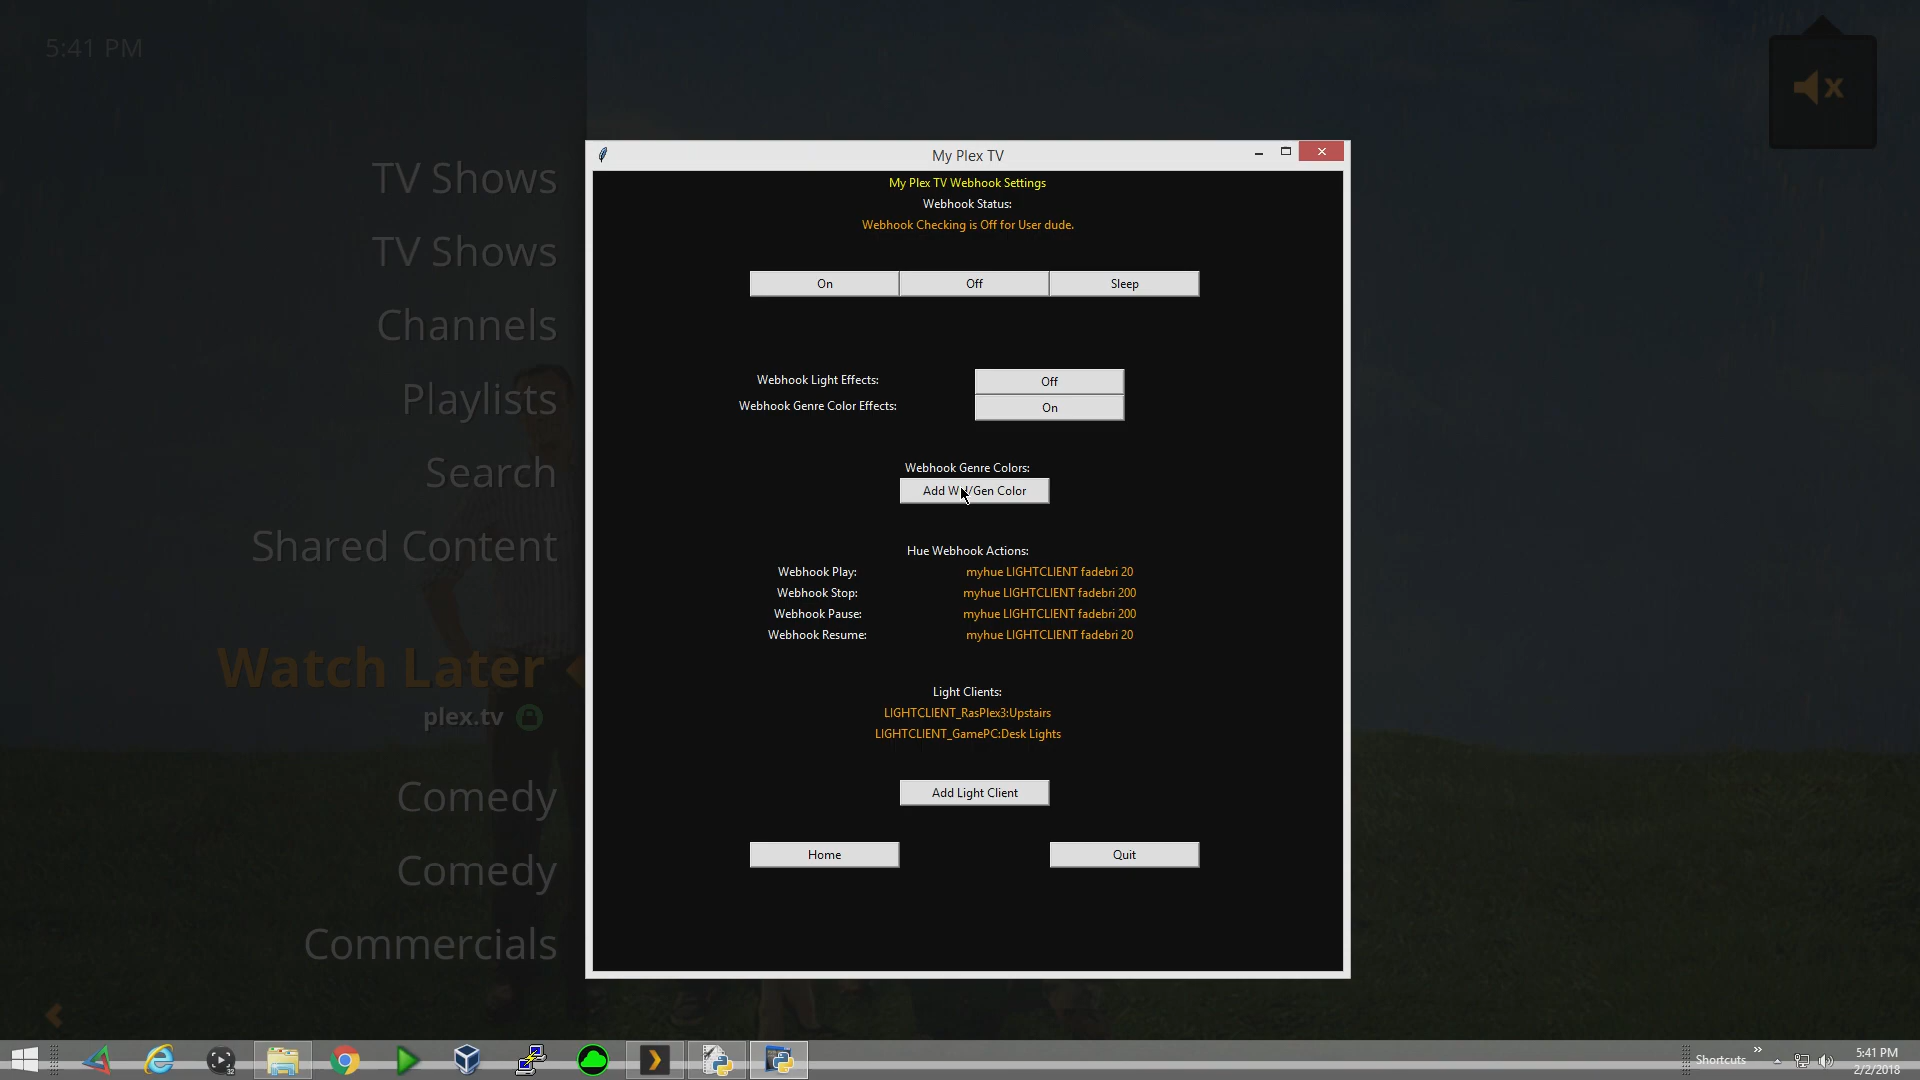 5:41 PM
TV Shows
TV Shows
Channels
Playlists
Search
Shared Content
Watch Later
plex.tv
Comedy
Comedy
Commercials
My Plex TV
My Plex TV Webhook Settings
Webhook Status:
Webhook Checking is Off for User dude.
On Off Sleep
Webhook Light Effects: Off
Webhook Genre Color Effects: On
Webhook Genre Colors:
Add /Gen Color
Hue Webhook Actions:
Webhook Play: myhue LIGHTCLIENT fadebri 20
Webhook Stop: myhue LIGHTCLIENT fadebri 200
Webhook Pause: myhue LIGHTCLIENT fadebri 200
Webhook Resume: myhue LIGHTCLIENT fadebri 20
Light Clients:
LIGHTCLIENT_RasPlex3:Upstairs
LIGHTCLIENT_GamePC:Desk Lights
Add Light Client
Home Quit
32
Shortcuts
5:41 PM
2/2/2018